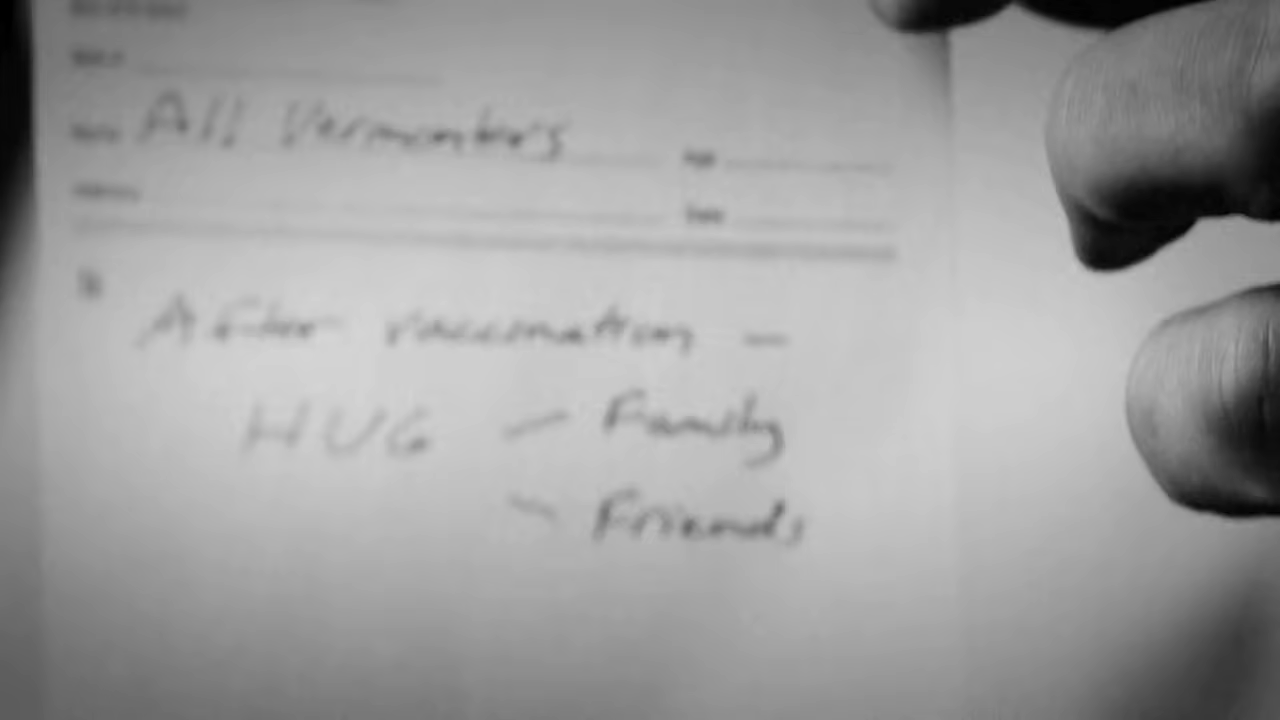 All Vermonters
After vaccination —
HUG – Family
– Friends